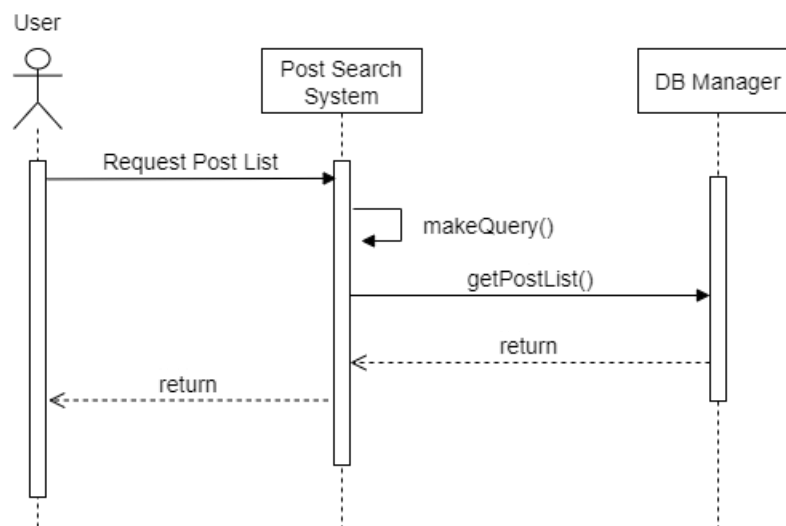 User
Post Search
System
DB Manager
Request Post List
makeQuery()
getPostList()
return
return